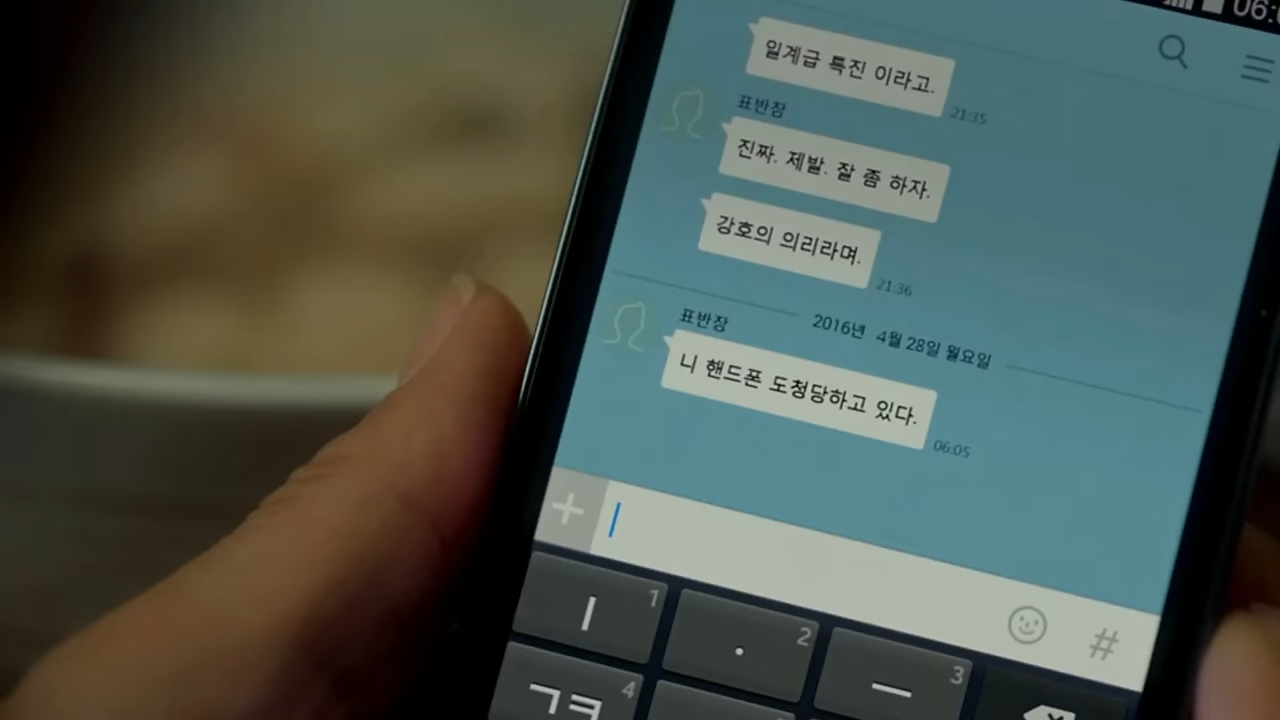 일계급 특진 이라고.
21:35
표반장
진짜. 제발. 잘 좀 하자.
강호의 의리라며.
21:36
2016년 4월 28일 월요일
표반장
니 핸드폰 도청당하고 있다.
06:05
#
ㅣ 1
· 2
ㅡ 3
ㄱㅋ 4